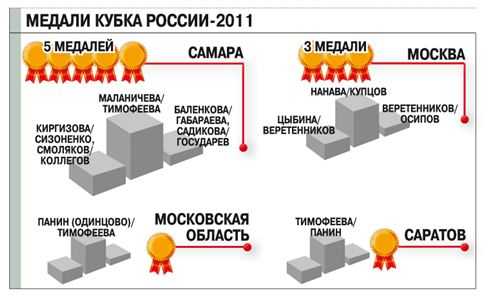 МЕДАЛИ КУБКА РОССИИ-2011
5 МЕДАЛЕЙ
САМАРА
МАЛАНИЧЕВА/
ТИМОФЕЕВА
КИРГИЗОВА/
СИЗОНЕНКО,
СМОЛЯКОВ/
КОЛЛЕГОВ
БАЛЕНКОВА/
ГАБАРАЕВА,
САДИКОВА/
ГОСУДАРЕВ
3 МЕДАЛИ
МОСКВА
НАНАВА/КУПЦОВ
ЦЫБИНА/
ВЕРЕТЕННИКОВ
ВЕРЕТЕННИКОВ/
ОСИПОВ
ПАНИН (ОДИНЦОВО)/
ТИМОФЕЕВА
МОСКОВСКАЯ
ОБЛАСТЬ
ТИМОФЕЕВА/
ПАНИН
САРАТОВ